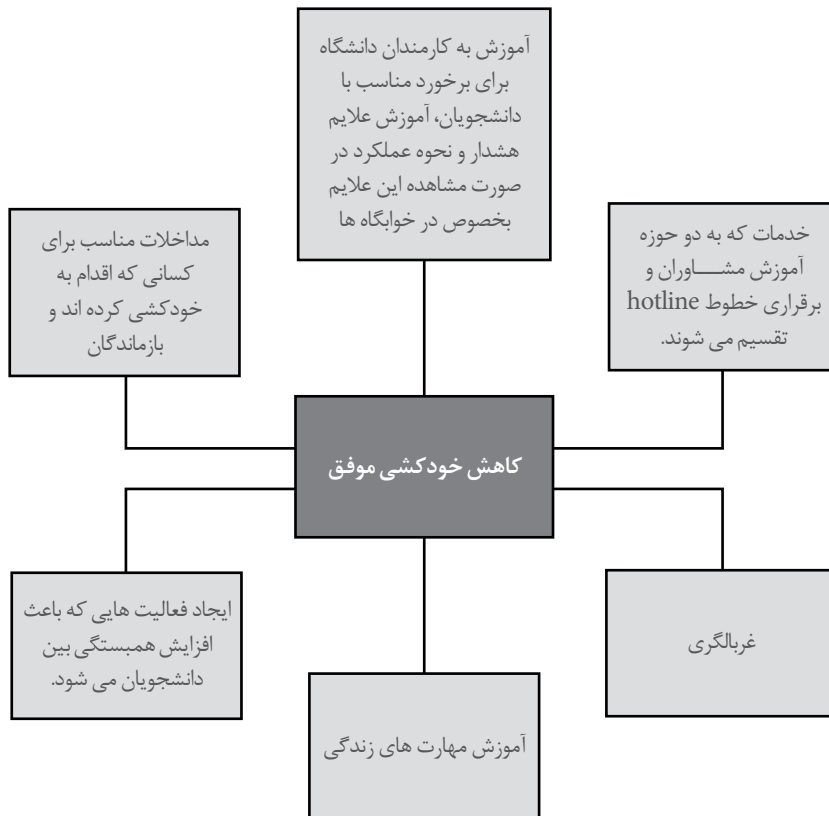 آموزش به کارمندان دانشگاه
برای برخورد مناسب با
دانشجویان، آموزش علایم
هشدار و نحوه عملکرد در
صورت مشاهده این علایم
بخصوص در خوابگاه ها
خدمات که به دو حوزه
آموزش مشـــاوران و
برقراری خطوط hotline
تقسیم می شوند.
مداخلات مناسب برای
کسانی که اقدام به
خودکشی کرده اند و
بازماندگان
کاهش خودکشی موفق
غربالگری
ایجاد فعالیت هایی که باعث
افزایش همبستگی بین
دانشجویان می شود.
آموزش مهارت های زندگی